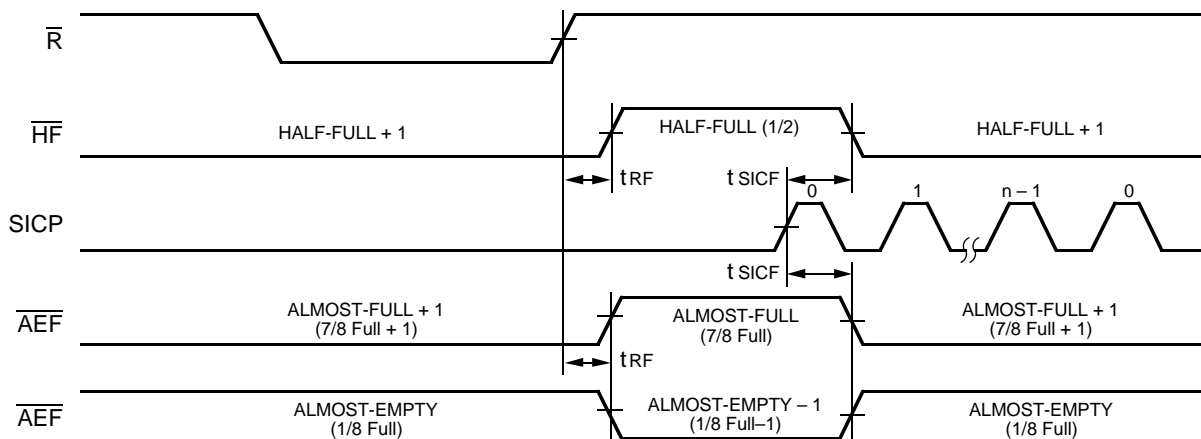 R
HF
HALF-FULL + 1
HALF-FULL (1/2)
HALF-FULL + 1
tRF
tSICF
SICP
0
1
n – 1
0
tSICF
AEF
ALMOST-FULL + 1
(7/8 Full + 1)
ALMOST-FULL
(7/8 Full)
ALMOST-FULL + 1
(7/8 Full + 1)
tRF
AEF
ALMOST-EMPTY
(1/8 Full)
ALMOST-EMPTY – 1
(1/8 Full–1)
ALMOST-EMPTY
(1/8 Full)